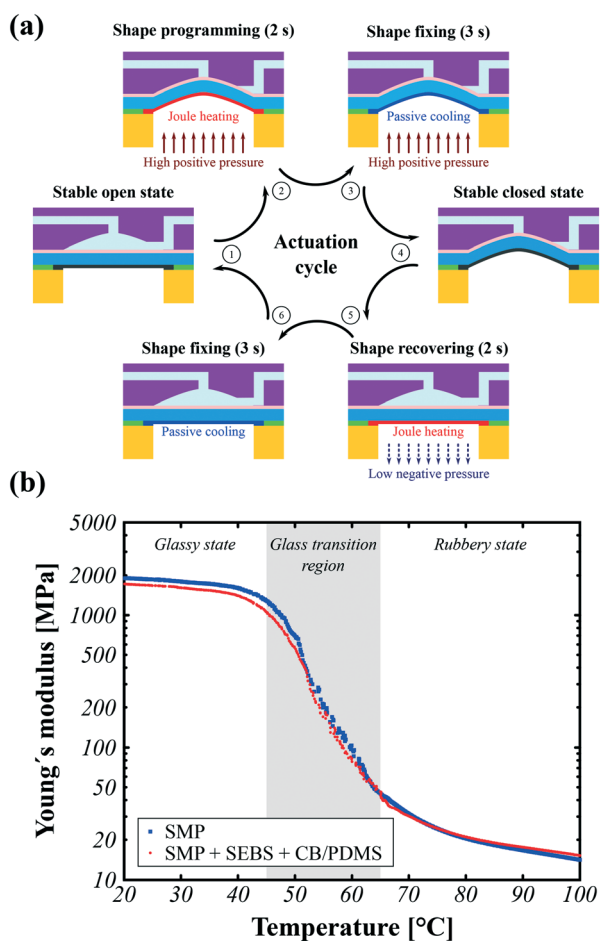 (a)
Shape programming (2 s)
Shape fixing (3 s)
Joule heating
Passive cooling
High positive pressure
High positive pressure
Stable open state
2
3
Stable closed state
1
Actuation
cycle
4
6
5
Shape fixing (3 s)
Shape recovering (2 s)
Passive cooling
Joule heating
Low negative pressure
(b)
5000
Glassy state
Glass transition
region
Rubbery state
2000
1000
500
200
100
50
20
10
Young´s modulus [MPa]
SMP
SMP + SEBS + CB/PDMS
20
30
40
50
60
70
80
90
100
Temperature [°C]